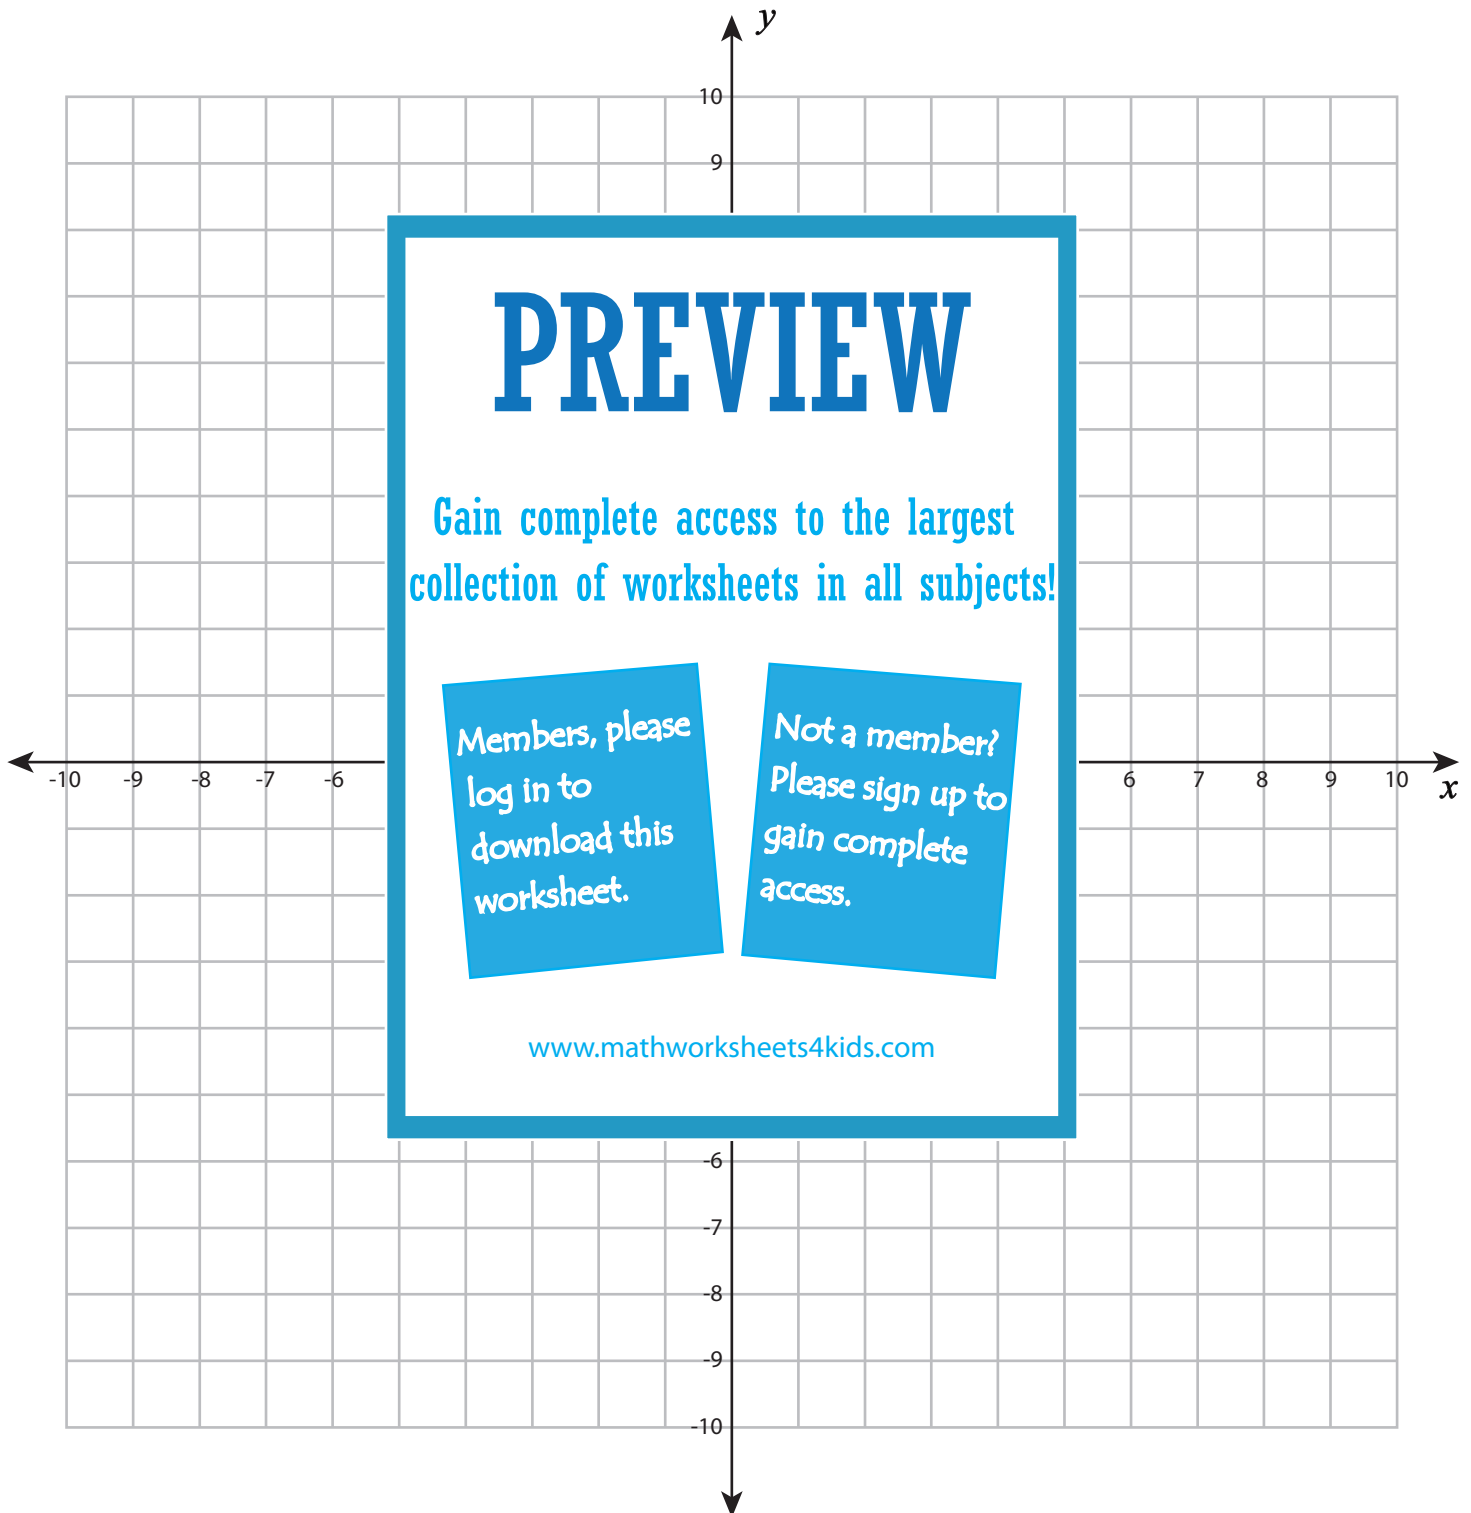 y
10
9
PREVIEW
Gain complete access to the largest
collection of worksheets in all subjects!
Members, please
log in to
download this
worksheet.
Not a member?
Please sign up to
gain complete
access.
-10 -9 -8 -7 -6 6 7 8 9 10
x
www.mathworksheets4kids.com
-6
-7
-8
-9
-10